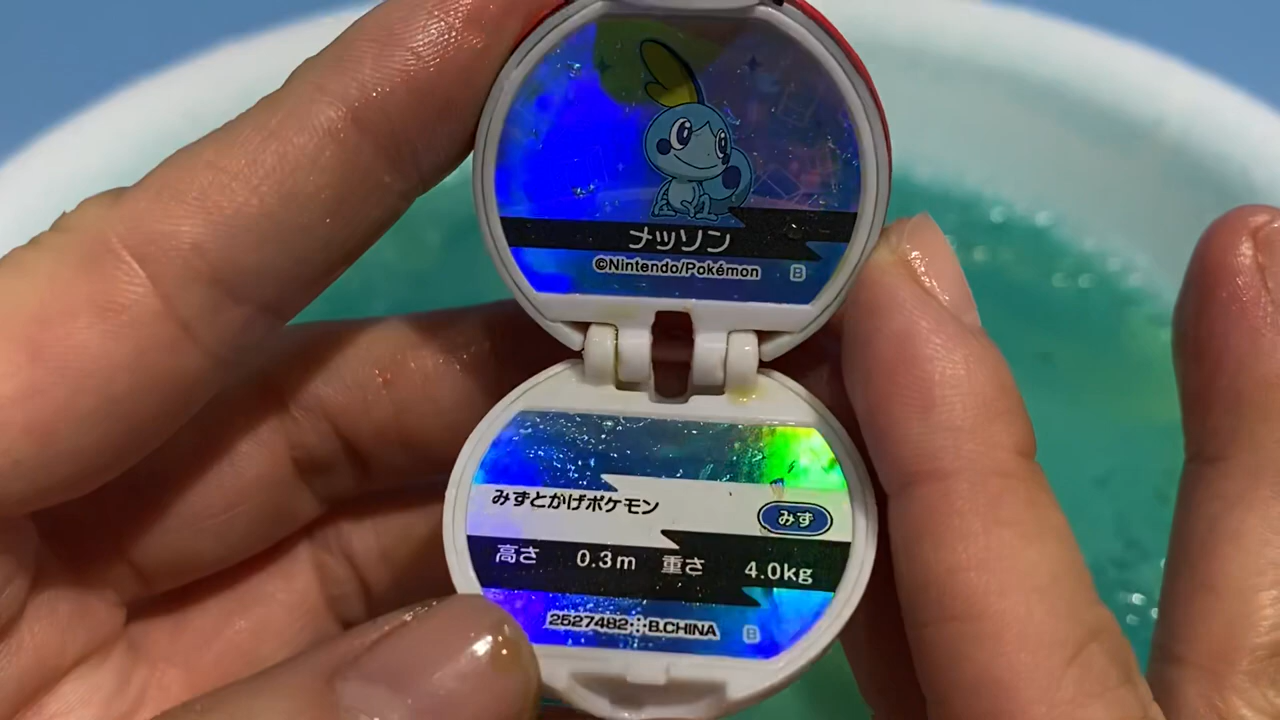 メッソン
©Nintendo/Pokémon B
みずとかげポケモン
みず
高さ 0.3m 重さ 4.0kg
2527482 B.CHINA B